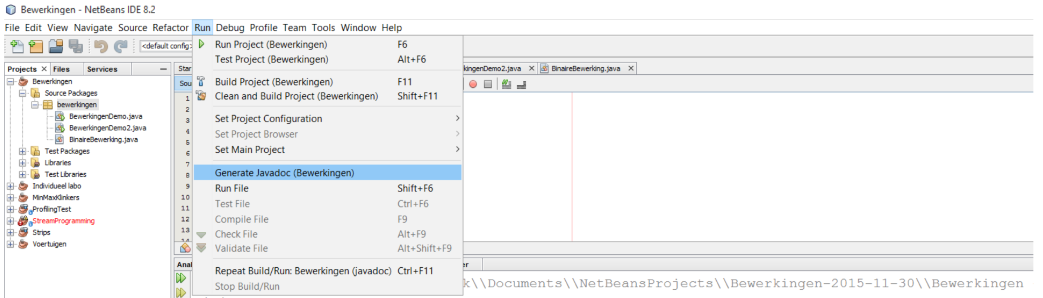 Bewerkingen - NetBeans IDE 8.2
File Edit View Navigate Source Refactor Run Debug Profile Team Tools Window Help
<default config>
Projects Files Services
Bewerkingen
Source Packages
bewerkingen
BewerkingenDemo.java
BewerkingenDemo2.java
BinaireBewerking.java
Test Packages
Libraries
Test Libraries
Individueel labo
MinMaxKlinkers
ProfilingTest
StreamProgramming
Strips
Voertuigen
Run Project (Bewerkingen) F6
Test Project (Bewerkingen) Alt+F6
Build Project (Bewerkingen) F11
Clean and Build Project (Bewerkingen) Shift+F11
Set Project Configuration
Set Project Browser
Set Main Project
Generate Javadoc (Bewerkingen)
Run File Shift+F6
Test File Ctrl+F6
Compile File F9
Check File Alt+F9
Validate File Alt+Shift+F9
Repeat Build/Run: Bewerkingen (javadoc) Ctrl+F11
Stop Build/Run
Star
kingenDemo2.java BinaireBewerking.java
Sou
1
2
3
4
5
6
7
8
9
10
11
12
13
14
Anal
er
k\\Documents\\NetBeansProjects\\Bewerkingen-2015-11-30\\Bewerkingen